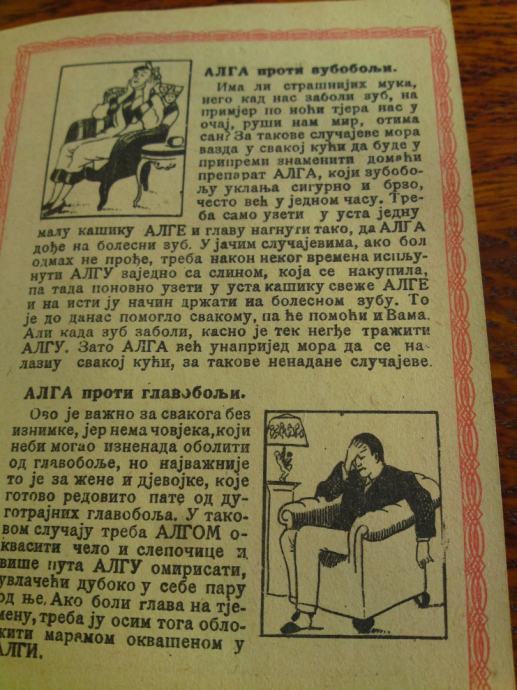 АЛГА проти зубобољи.
Има ли страшнијих мука,
него кад нас заболи зуб, на
примјер по ноћи тјера нас у
очај, руши нам мир, отима
сан? За такове случајеве мора
вазда у свакој кући да буде у
припреми знаменити домаћи
препарат АЛГА, који зубобо-
љу уклања сигурно и брзо,
често већ у једном часу. Тре-
ба само узети у уста једну
малу кашику АЛГЕ и главу нагнути тако, да АЛГА
дође на болесни зуб. У јачим случајевима, ако бол
одмах не прође, треба након неког времена испљу-
нути АЛГУ заједно са слином, која се накупила,
па тада поновно узети у уста кашику свеже АЛГЕ
и на исти ју начин држати на болесном зубу. То
је до данас помогло свакому, па ће помоћи и Вама.
Али када зуб заболи, касно је тек негђе тражити
АЛГУ. Зато АЛГА већ унапријед мора да се на-
лази у свакој кући, за такове ненадане случајеве.
АЛГА проти главобољи.
Ово је важно за свакога без
изнимке, јер нема човјека, који
неби могао изненада оболити
од главобоље, но најважније
то је за жене и дјевојке, које
готово редовито пате од ду-
готрајних главобоља. У тако-
вом случају треба АЛГОМ о-
квасити чело и слепочице и
више пута АЛГУ омирисати,
увлачећи дубоко у себе пару
од ње. Ако боли глава на тје-
мену, треба ју осим тога обло-
жити марамом оквашеном у
АЛГИ.